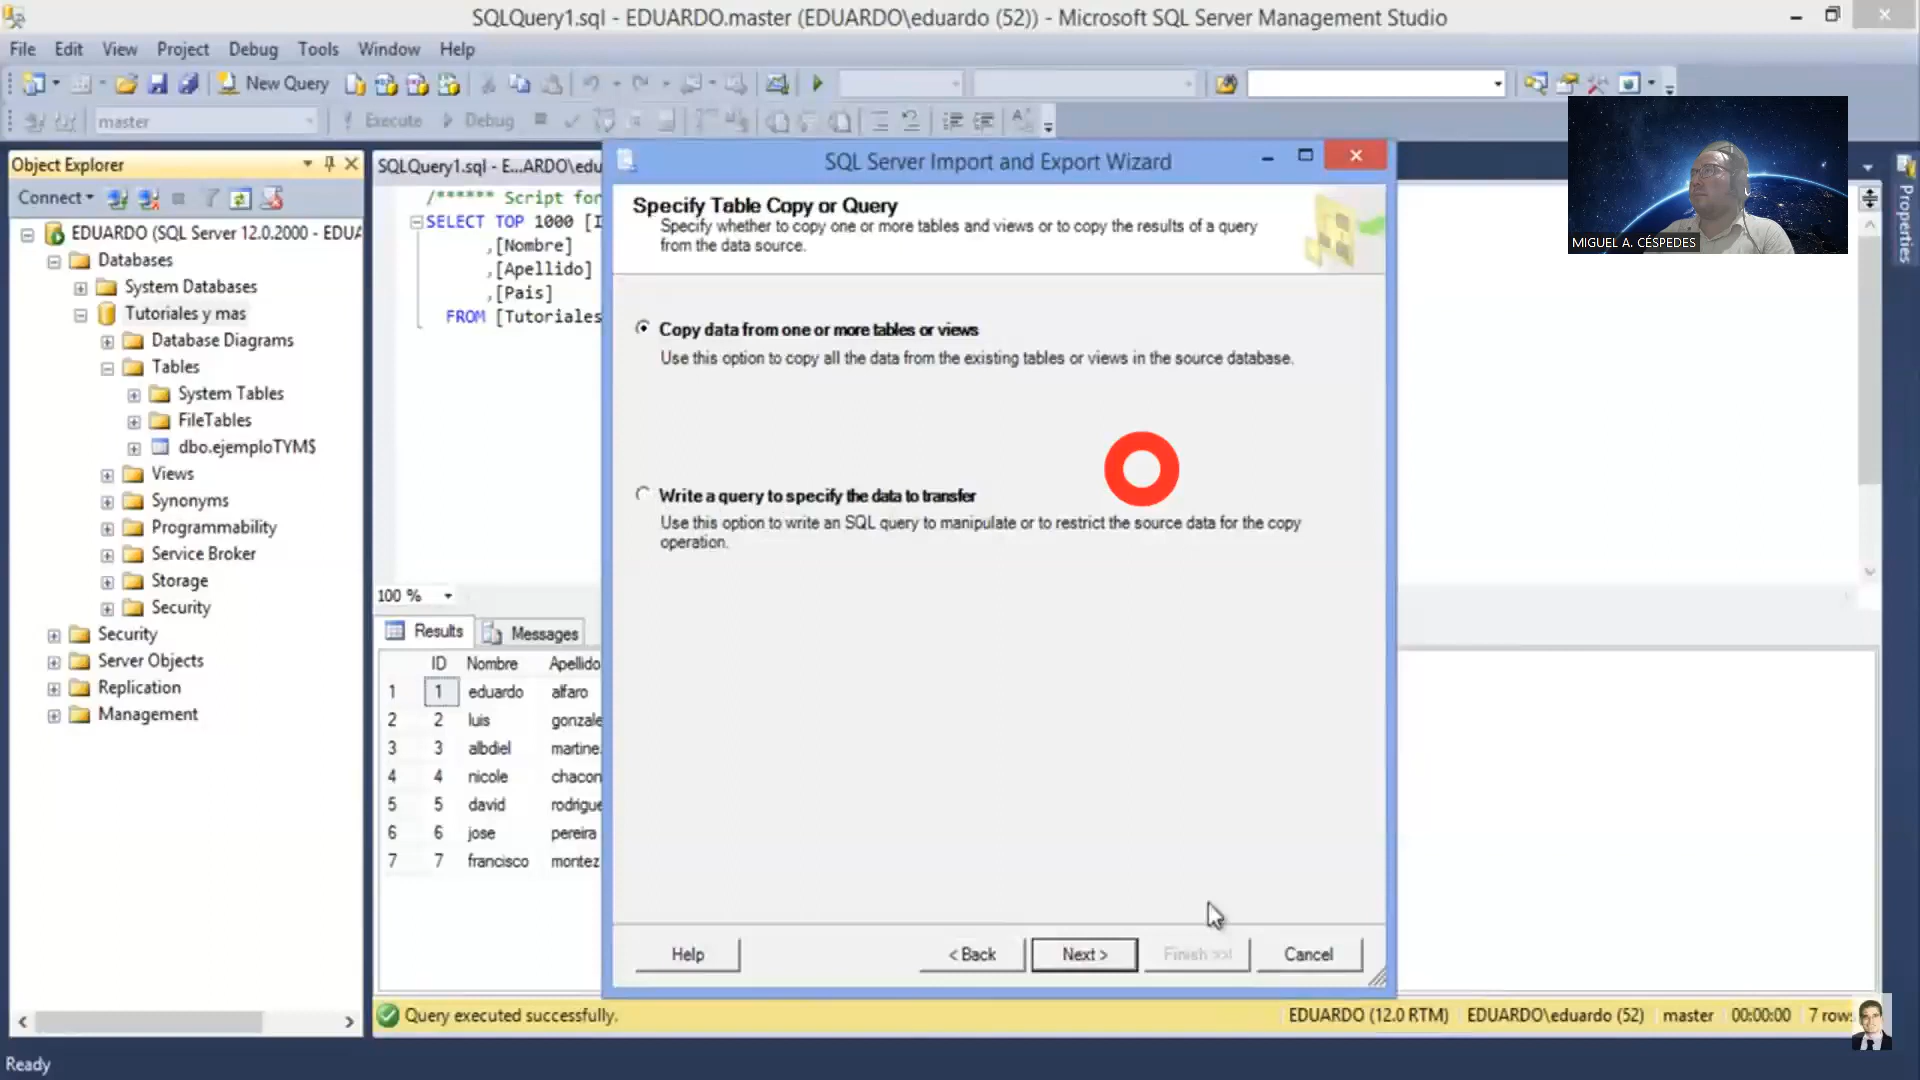 SQLQuery1.sql - EDUARDO.master (EDUARDO\eduardo (52)) - Microsoft SQL Server Management Studio
File Edit View Project Debug Tools Window Help
New Query
master Execute Debug
Object Explorer
Connect
EDUARDO (SQL Server 12.0.2000 - EDUA
Databases
System Databases
Tutoriales y mas
Database Diagrams
Tables
System Tables
FileTables
dbo.ejemploTYM$
Views
Synonyms
Programmability
Service Broker
Storage
Security
Security
Server Objects
Replication
Management
SQLQuery1.sql - E...ARDO\edu
/****** Script for
SELECT TOP 1000 [I
,[Nombre]
,[Apellido]
,[Pais]
FROM [Tutoriales
100 %
Results Messages
ID Nombre Apellido
1 1 eduardo alfaro
2 2 luis gonzale
3 3 albdiel martine
4 4 nicole chacon
5 5 david rodrigue
6 6 jose pereira
7 7 francisco montez
SQL Server Import and Export Wizard
Specify Table Copy or Query
Specify whether to copy one or more tables and views or to copy the results of a query
from the data source.
Copy data from one or more tables or views
Use this option to copy all the data from the existing tables or views in the source database.
Write a query to specify the data to transfer
Use this option to write an SQL query to manipulate or to restrict the source data for the copy
operation.
Help < Back Next > Finish >>| Cancel
MIGUEL A. CÉSPEDES
Properties
Query executed successfully. EDUARDO (12.0 RTM) EDUARDO\eduardo (52) master 00:00:00 7 rows
Ready